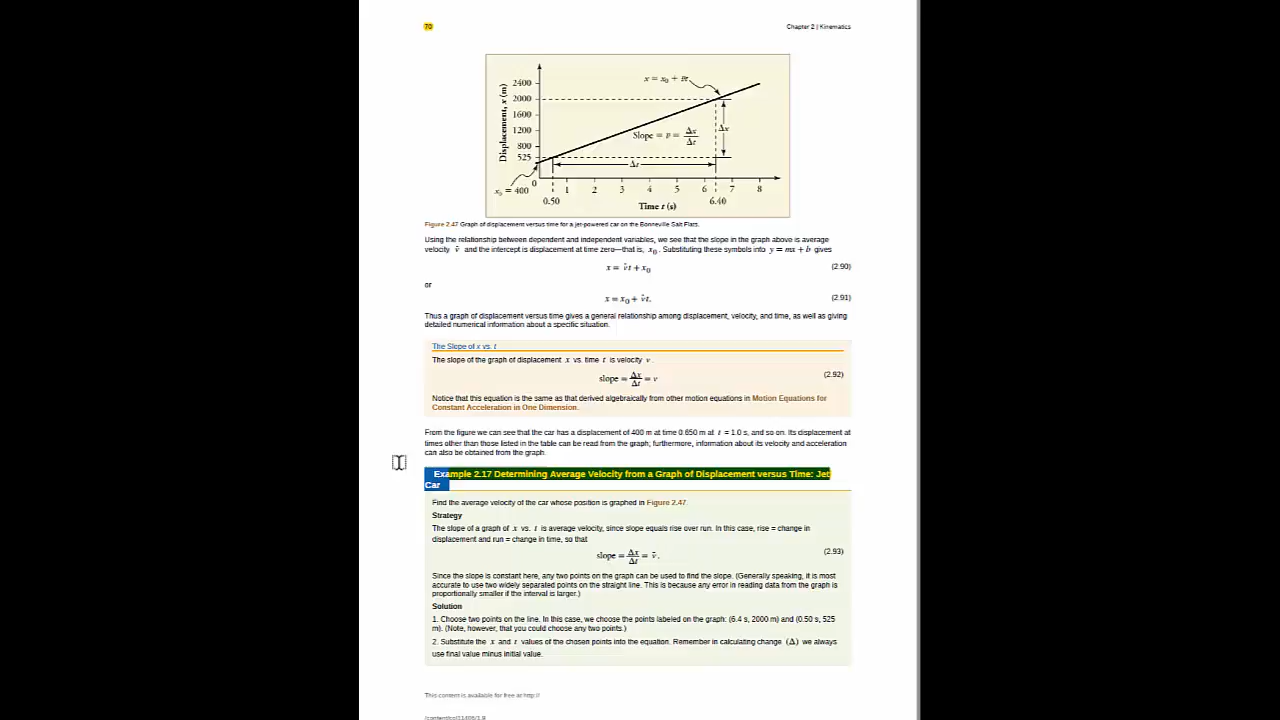 70
Chapter 2 | Kinematics
Displacement, x (m)
2400
2000
1600
1200
800
525
x = x₀ + v̄t
Slope = v̄ = Δx/Δt
Δx
Δt
x₀ = 400
0 1 2 3 4 5 6 7 8
0.50
6.40
Time t (s)
Figure 2.47 Graph of displacement versus time for a jet-powered car on the Bonneville Salt Flats.
Using the relationship between dependent and independent variables, we see that the slope in the graph above is average
velocity v̄ and the intercept is displacement at time zero—that is, x₀. Substituting these symbols into y = mx + b gives
x = v̄t + x₀ (2.90)
or
x = x₀ + v̄t. (2.91)
Thus a graph of displacement versus time gives a general relationship among displacement, velocity, and time, as well as giving
detailed numerical information about a specific situation.
The Slope of x vs. t
The slope of the graph of displacement x vs. time t is velocity v.
slope = Δx/Δt = v (2.92)
Notice that this equation is the same as that derived algebraically from other motion equations in Motion Equations for
Constant Acceleration in One Dimension.
From the figure we can see that the car has a displacement of 400 m at time 0.650 m at t = 1.0 s, and so on. Its displacement at
times other than those listed in the table can be read from the graph; furthermore, information about its velocity and acceleration
can also be obtained from the graph.
Example 2.17 Determining Average Velocity from a Graph of Displacement versus Time: Jet
Car
Find the average velocity of the car whose position is graphed in Figure 2.47.
Strategy
The slope of a graph of x vs. t is average velocity, since slope equals rise over run. In this case, rise = change in
displacement and run = change in time, so that
slope = Δx/Δt = v̄. (2.93)
Since the slope is constant here, any two points on the graph can be used to find the slope. (Generally speaking, it is most
accurate to use two widely separated points on the straight line. This is because any error in reading data from the graph is
proportionally smaller if the interval is larger.)
Solution
1. Choose two points on the line. In this case, we choose the points labeled on the graph: (6.4 s, 2000 m) and (0.50 s, 525
m). (Note, however, that you could choose any two points.)
2. Substitute the x and t values of the chosen points into the equation. Remember in calculating change (Δ) we always
use final value minus initial value.
This content is available for free at http://
/content/col11406/1.9